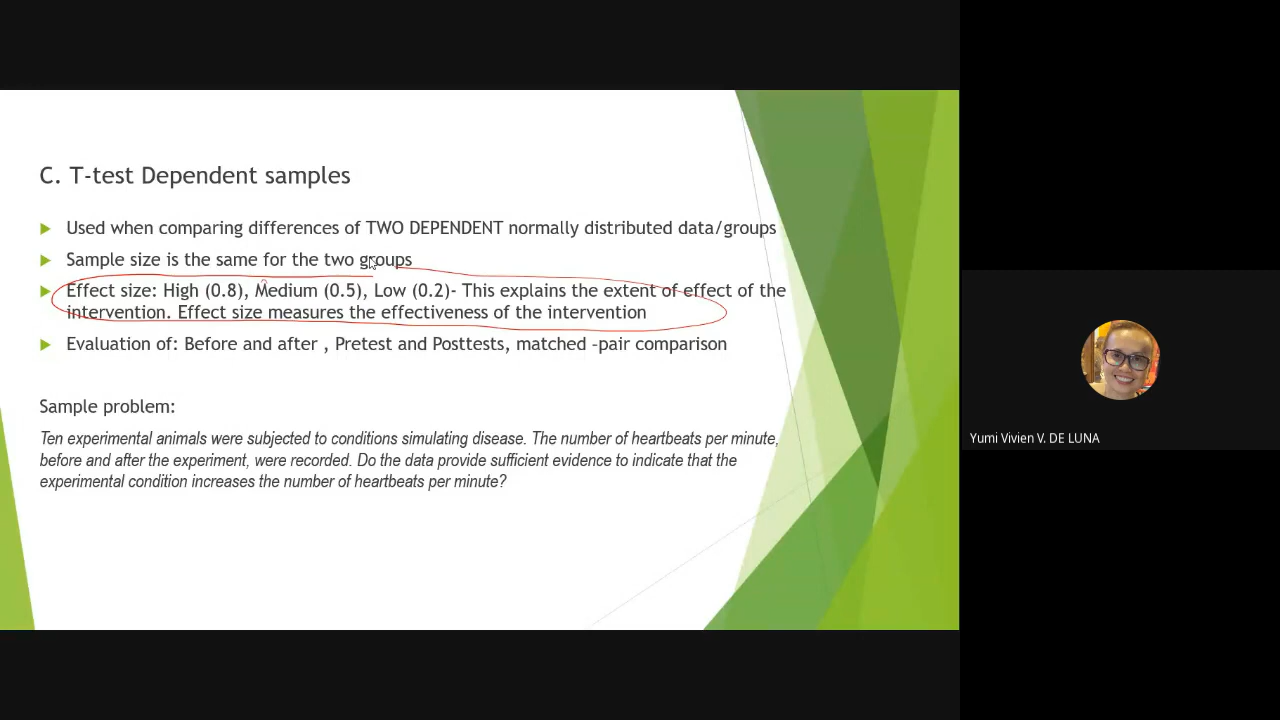 C. T-test Dependent samples
Used when comparing differences of TWO DEPENDENT normally distributed data/groups
Sample size is the same for the two groups
Effect size: High (0.8), Medium (0.5), Low (0.2)- This explains the extent of effect of the
intervention. Effect size measures the effectiveness of the intervention
Evaluation of: Before and after , Pretest and Posttests, matched -pair comparison
Sample problem:
Ten experimental animals were subjected to conditions simulating disease. The number of heartbeats per minute,
before and after the experiment, were recorded. Do the data provide sufficient evidence to indicate that the
experimental condition increases the number of heartbeats per minute?
Yumi Vivien V. DE LUNA